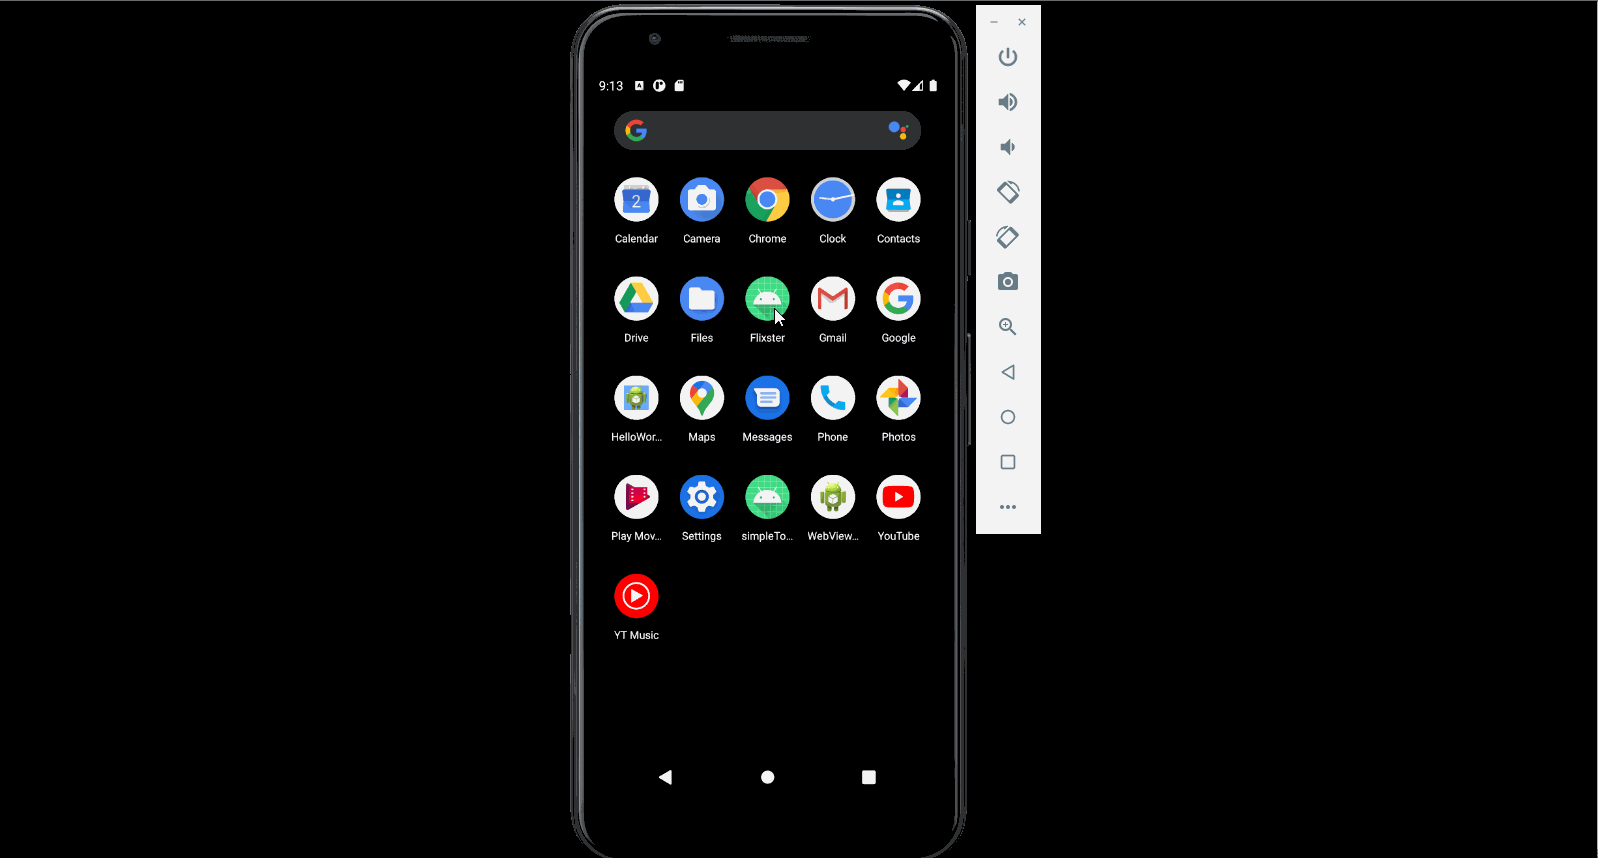 9:13
2
Calendar Camera Chrome Clock Contacts
Drive Files Flixster Gmail Google
HelloWor... Maps Messages Phone Photos
Play Mov... Settings simpleTo... WebView... YouTube
YT Music